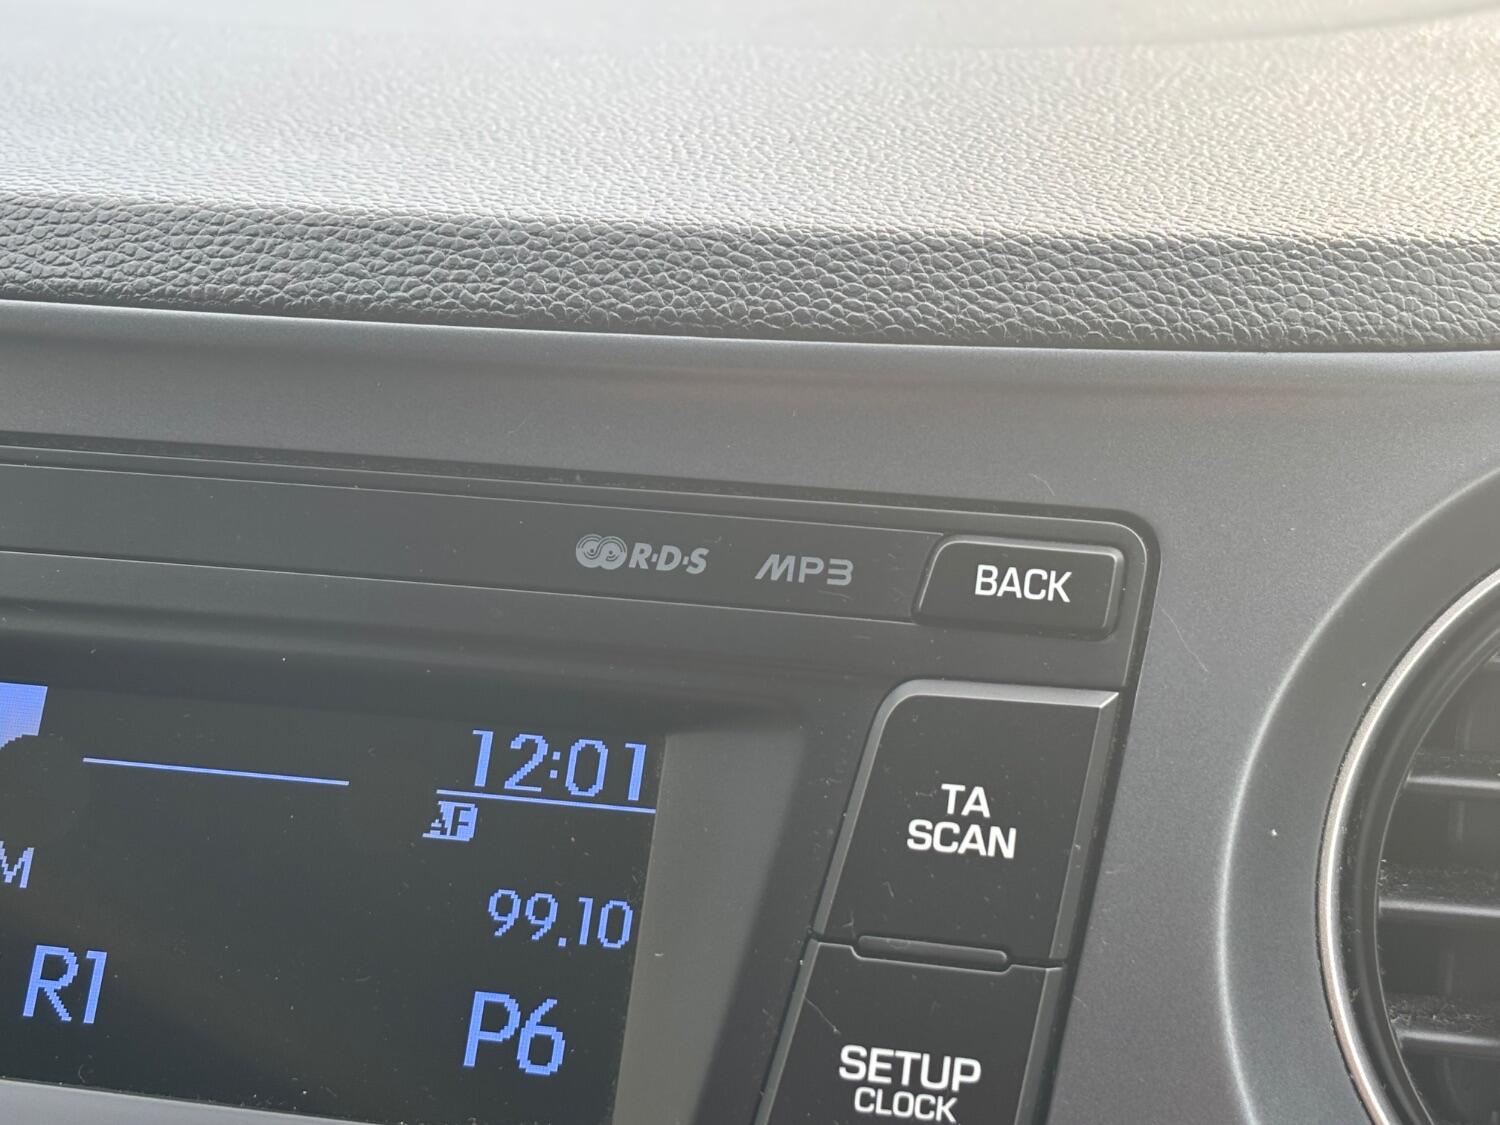 R·D·S MP3 BACK
12:01
AF
TA
SCAN
99.10
R1 P6
SETUP
CLOCK